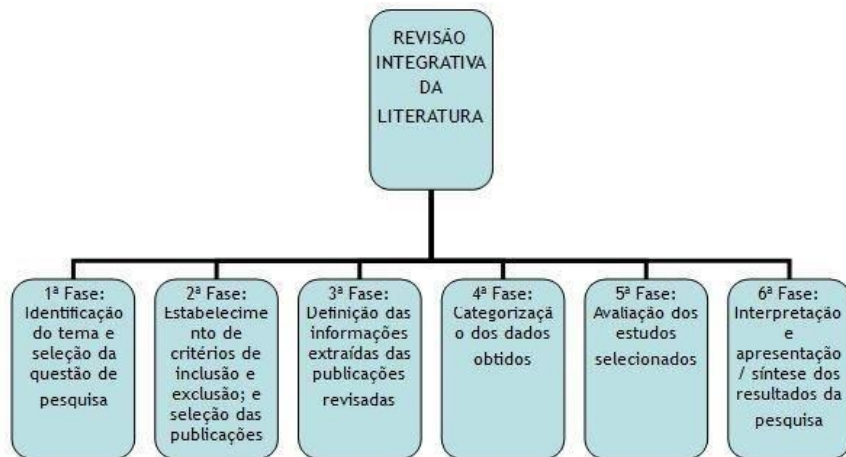 REVISÃO
INTEGRATIVA
DA
LITERATURA
1ª Fase:
Identificação
do tema e
seleção da
questão de
pesquisa
2ª Fase:
Estabelecime
nto de
critérios de
inclusão e
exclusão; e
seleção das
publicações
3ª Fase:
Definição das
informações
extraídas das
publicações
revisadas
4ª Fase:
Categorizaçã
o dos dados
obtidos
5ª Fase:
Avaliação dos
estudos
selecionados
6ª Fase:
Interpretação
e
apresentação
/ síntese dos
resultados da
pesquisa